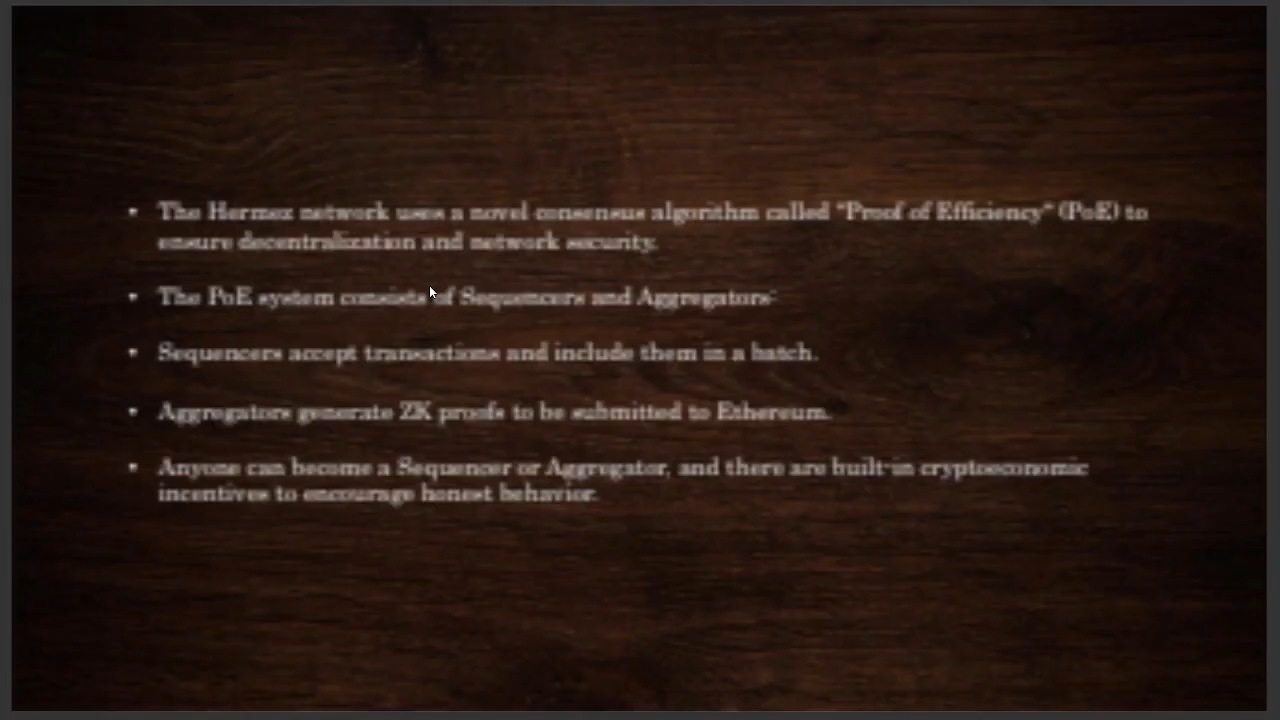 • The Hermez network uses a novel consensus algorithm called "Proof of Efficiency" (PoE) to
ensure decentralization and network security.
• The PoE system consists of Sequencers and Aggregators:
• Sequencers accept transactions and include them in a batch.
• Aggregators generate ZK proofs to be submitted to Ethereum.
• Anyone can become a Sequencer or Aggregator, and there are built-in cryptoeconomic
incentives to encourage honest behavior.